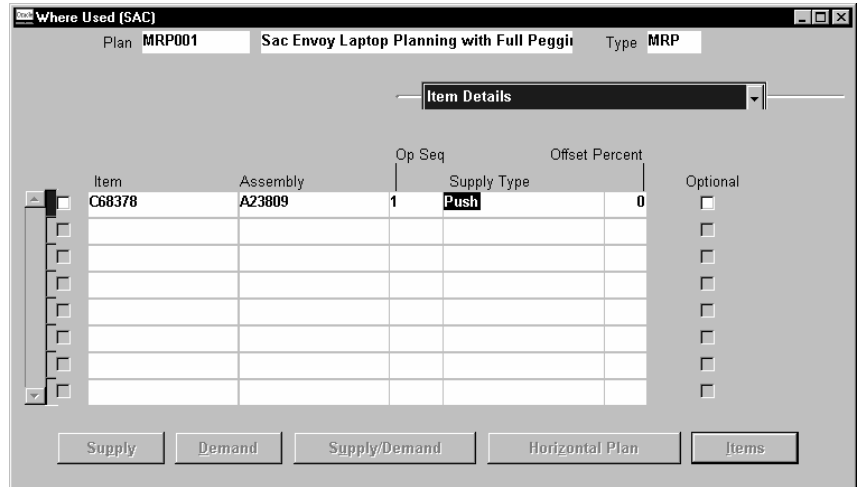 Where Used (SAC)
Plan MRP001 Sac Envoy Laptop Planning with Full Peggin Type MRP
Item Details
Op Seq Offset Percent
Item Assembly Supply Type Optional
C68378 A23809 1 Push 0
Supply Demand Supply/Demand Horizontal Plan Items